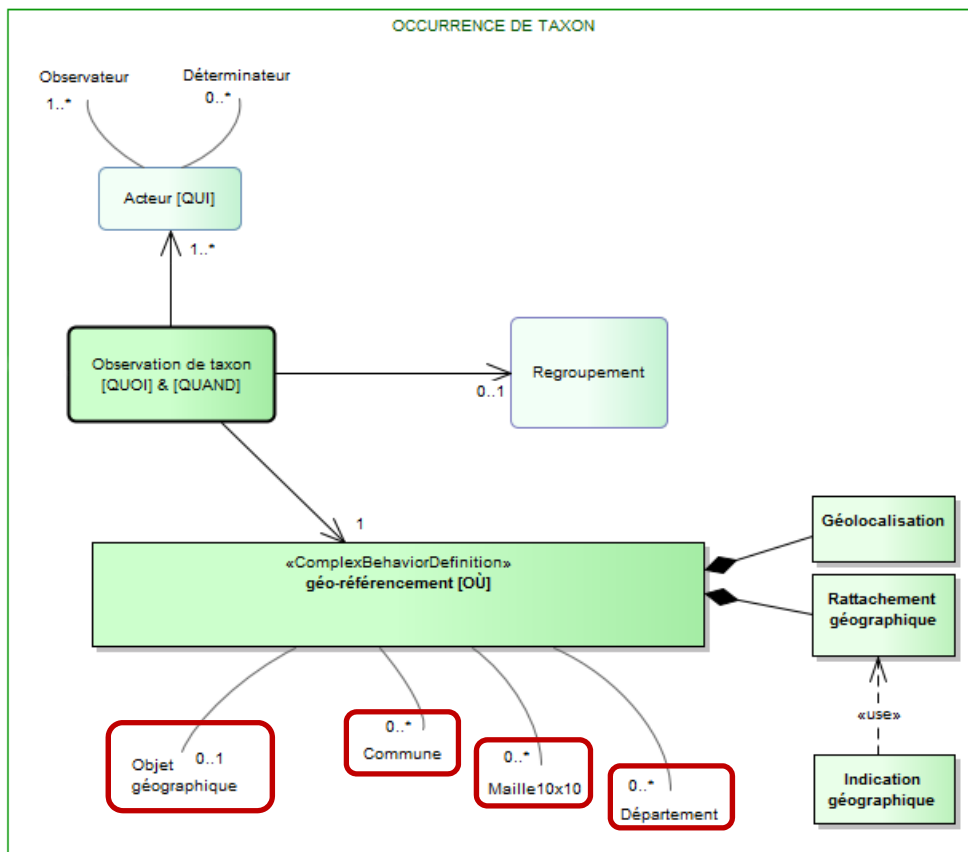 OCCURRENCE DE TAXON
Observateur
1..*
Déterminateur
0..*
Acteur [QUI]
1..*
Observation de taxon
[QUOI] & [QUAND]
0..1
Regroupement
1
«ComplexBehaviorDefinition»
géo-référencement [OÙ]
Géolocalisation
Rattachement
géographique
«use»
Indication
géographique
0..1
Objet
géographique
0..*
Commune
0..*
Maille10x10
0..*
Département